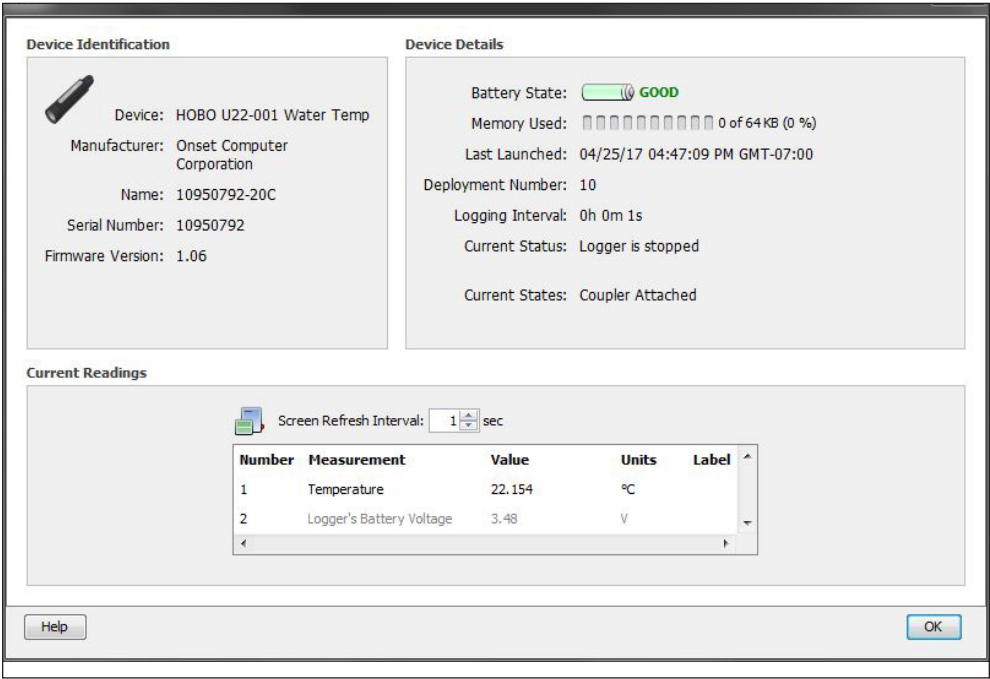 Device Identification
Device: HOBO U22-001 Water Temp
Manufacturer: Onset Computer
Corporation
Name: 10950792-20C
Serial Number: 10950792
Firmware Version: 1.06
Device Details
Battery State: GOOD
Memory Used: 0 of 64 KB (0 %)
Last Launched: 04/25/17 04:47:09 PM GMT-07:00
Deployment Number: 10
Logging Interval: 0h 0m 1s
Current Status: Logger is stopped
Current States: Coupler Attached
Current Readings
Screen Refresh Interval: 1 sec
Number Measurement Value Units Label
1 Temperature 22.154 °C
2 Logger's Battery Voltage 3.48 V
Help
OK